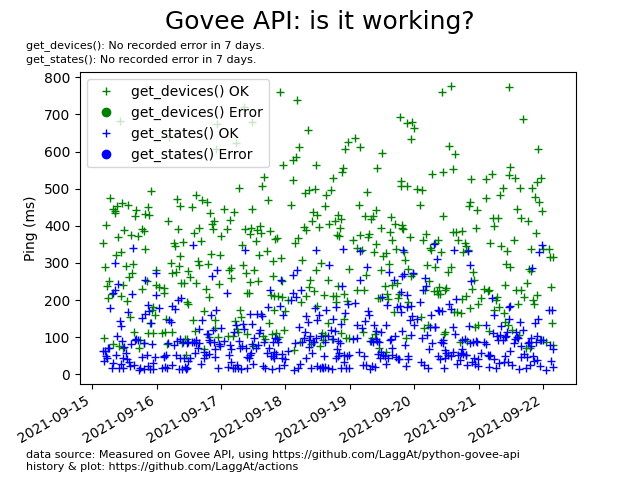 Govee API: is it working?
get_devices(): No recorded error in 7 days.
get_states(): No recorded error in 7 days.
800
700
600
500
400
300
200
100
0
Ping (ms)
get_devices() OK
get_devices() Error
get_states() OK
get_states() Error
2021-09-15
2021-09-16
2021-09-17
2021-09-18
2021-09-19
2021-09-20
2021-09-21
2021-09-22
data source: Measured on Govee API, using https://github.com/LaggAt/python-govee-api
history & plot: https://github.com/LaggAt/actions